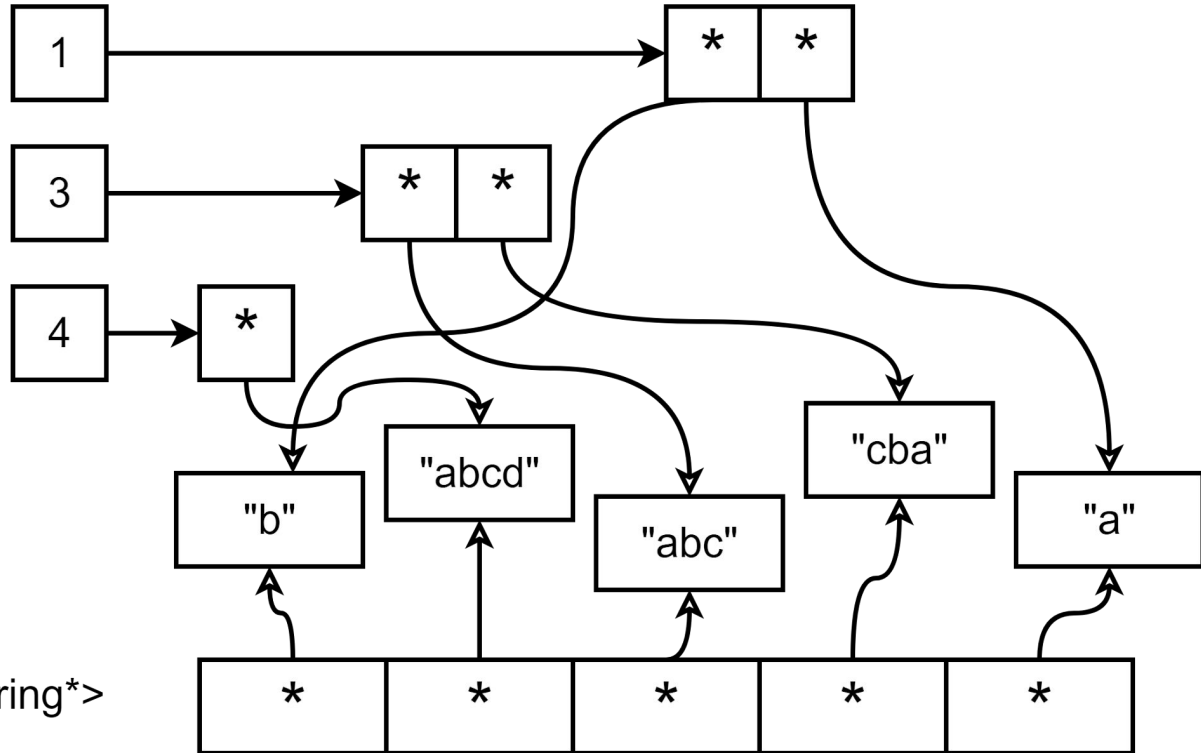 1 * *
3 * *
4 *
"cba"
"abcd"
"b" "a"
"abc"
ring*> * * * * *